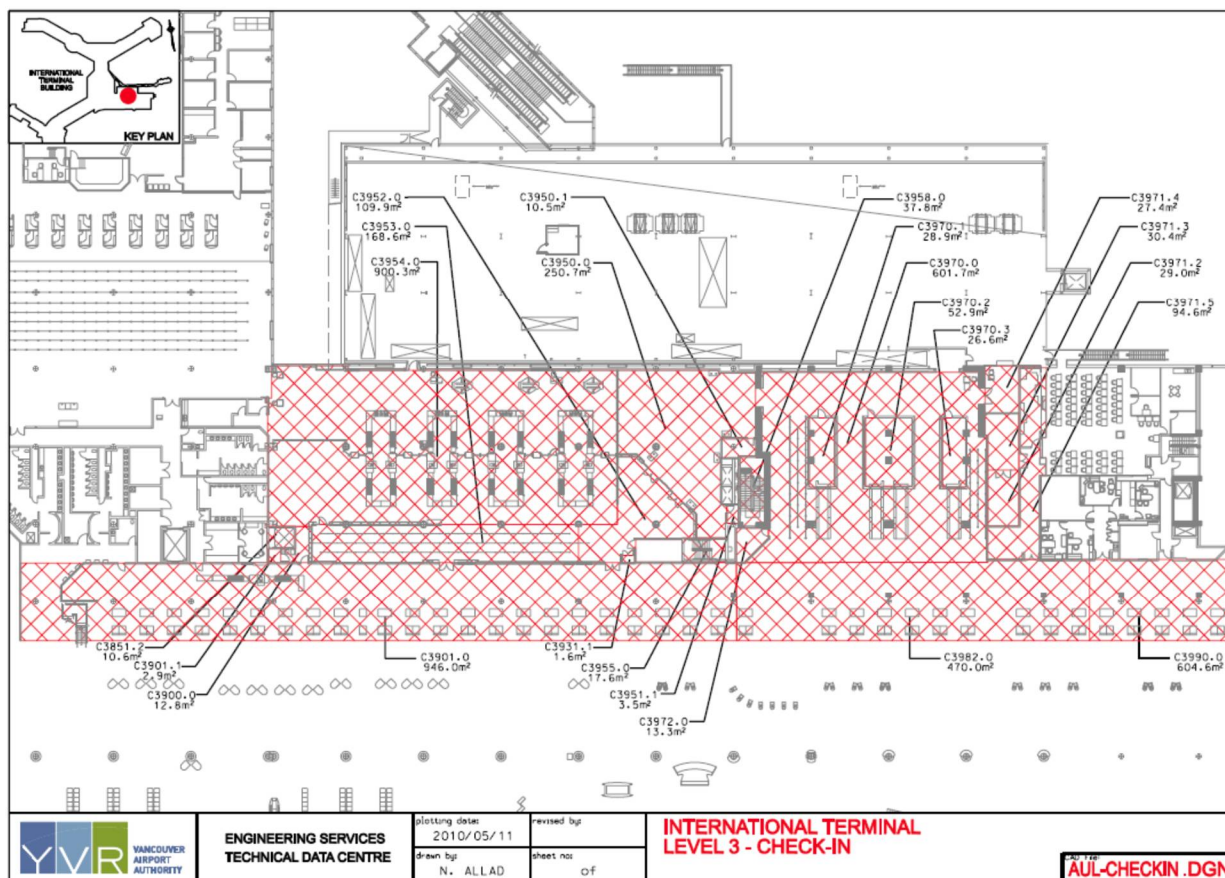 INTERNATIONAL
TERMINAL
BUILDING
KEY PLAN
C3952.0
109.9m²
C3953.0
168.6m²
C3954.0
900.3m²
C3950.1
10.5m²
C3950.0
250.7m²
C3958.0
37.8m²
C3970.1
28.9m²
C3970.0
601.7m²
C3970.2
52.9m²
C3970.3
26.6m²
C3971.4
27.4m²
C3971.3
30.4m²
C3971.2
29.0m²
C3971.5
94.6m²
C3851.2
10.6m²
C3901.1
2.9m²
C3900.0
12.8m²
C3901.0
946.0m²
C3931.1
1.6m²
C3955.0
17.6m²
C3951.1
3.5m²
C3972.0
13.3m²
C3982.0
470.0m²
C3990.0
604.6m²
YVR
VANCOUVER
AIRPORT
AUTHORITY
ENGINEERING SERVICES
TECHNICAL DATA CENTRE
plotting date:
2010/05/11
revised by:
drawn by:
N. ALLAD
sheet no:
of
INTERNATIONAL TERMINAL
LEVEL 3 - CHECK-IN
CAD File:
AUL-CHECKIN .DGN